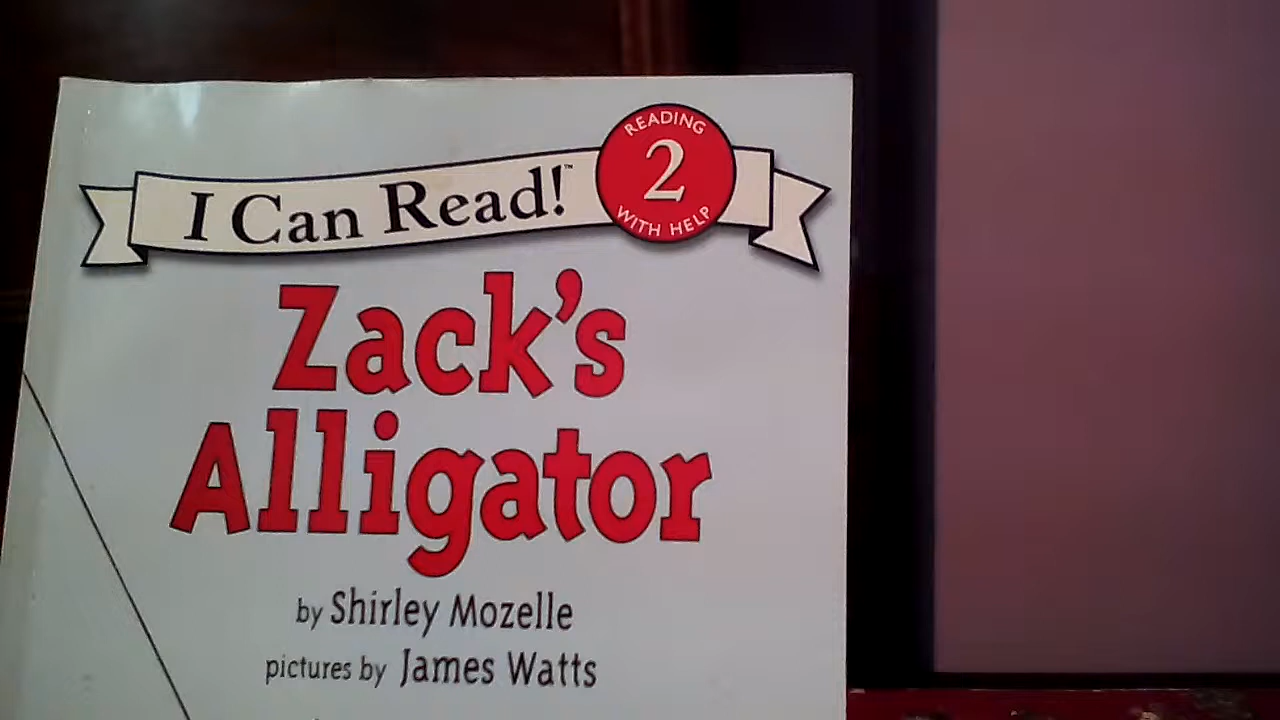 READING
2
WITH HELP
I Can Read!™
Zack's
Alligator
by Shirley Mozelle
pictures by James Watts